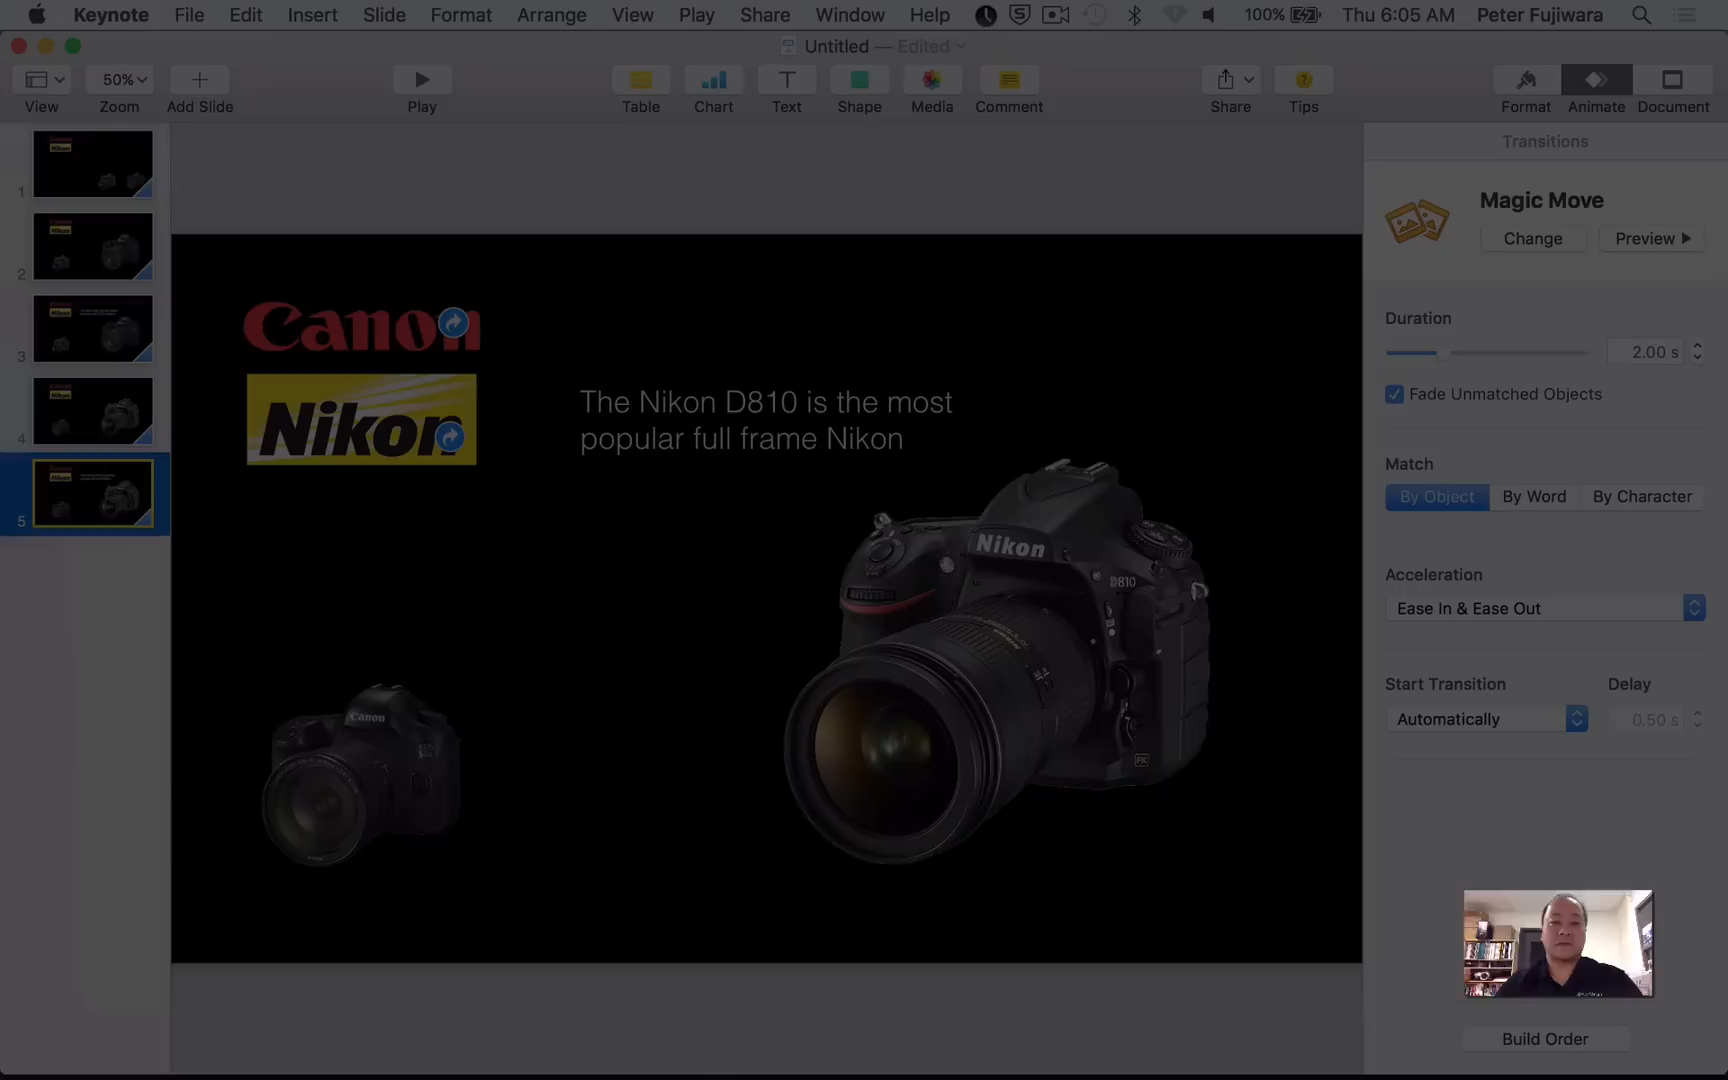 Keynote File Edit Insert Slide Format Arrange View Play Share Window Help 100% Thu 6:05 AM Peter Fujiwara
Untitled — Edited
50%
View Zoom Add Slide Play Table Chart Text Shape Media Comment Share Tips Format Animate Document
Transitions
Magic Move
Change Preview
Duration
2.00 s
Fade Unmatched Objects
Match
By Object By Word By Character
Acceleration
Ease In & Ease Out
Start Transition Delay
Automatically 0.50 s
Build Order
1
2
3
4
5
Canon
Nikon
The Nikon D810 is the most
popular full frame Nikon
Nikon
D810
FX
Canon
EOS